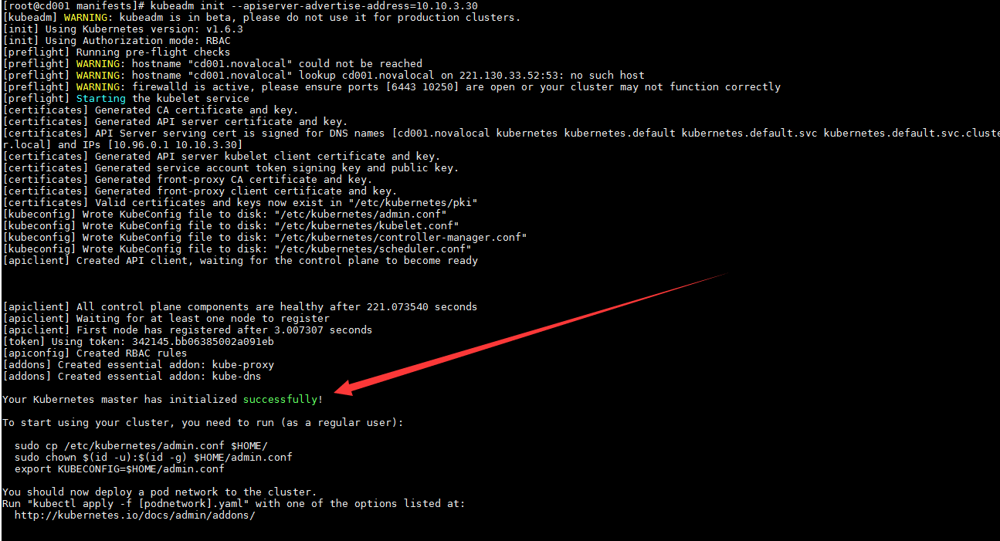 [root@cd001 manifests]# kubeadm init --apiserver-advertise-address=10.10.3.30
[kubeadm] WARNING: kubeadm is in beta, please do not use it for production clusters.
[init] Using Kubernetes version: v1.6.3
[init] Using Authorization mode: RBAC
[preflight] Running pre-flight checks
[preflight] WARNING: hostname "cd001.novalocal" could not be reached
[preflight] WARNING: hostname "cd001.novalocal" lookup cd001.novalocal on 221.130.33.52:53: no such host
[preflight] WARNING: firewalld is active, please ensure ports [6443 10250] are open or your cluster may not function correctly
[preflight] Starting the kubelet service
[certificates] Generated CA certificate and key.
[certificates] Generated API server certificate and key.
[certificates] API Server serving cert is signed for DNS names [cd001.novalocal kubernetes kubernetes.default kubernetes.default.svc kubernetes.default.svc.cluste
r.local] and IPs [10.96.0.1 10.10.3.30]
[certificates] Generated API server kubelet client certificate and key.
[certificates] Generated service account token signing key and public key.
[certificates] Generated front-proxy CA certificate and key.
[certificates] Generated front-proxy client certificate and key.
[certificates] Valid certificates and keys now exist in "/etc/kubernetes/pki"
[kubeconfig] Wrote KubeConfig file to disk: "/etc/kubernetes/admin.conf"
[kubeconfig] Wrote KubeConfig file to disk: "/etc/kubernetes/kubelet.conf"
[kubeconfig] Wrote KubeConfig file to disk: "/etc/kubernetes/controller-manager.conf"
[kubeconfig] Wrote KubeConfig file to disk: "/etc/kubernetes/scheduler.conf"
[apiclient] Created API client, waiting for the control plane to become ready
[apiclient] All control plane components are healthy after 221.073540 seconds
[apiclient] Waiting for at least one node to register
[apiclient] First node has registered after 3.007307 seconds
[token] Using token: 342145.bb06385002a091eb
[apiconfig] Created RBAC rules
[addons] Created essential addon: kube-proxy
[addons] Created essential addon: kube-dns
Your Kubernetes master has initialized successfully!
To start using your cluster, you need to run (as a regular user):
sudo cp /etc/kubernetes/admin.conf $HOME/
sudo chown $(id -u):$(id -g) $HOME/admin.conf
export KUBECONFIG=$HOME/admin.conf
You should now deploy a pod network to the cluster.
Run "kubectl apply -f [podnetwork].yaml" with one of the options listed at:
http://kubernetes.io/docs/admin/addons/